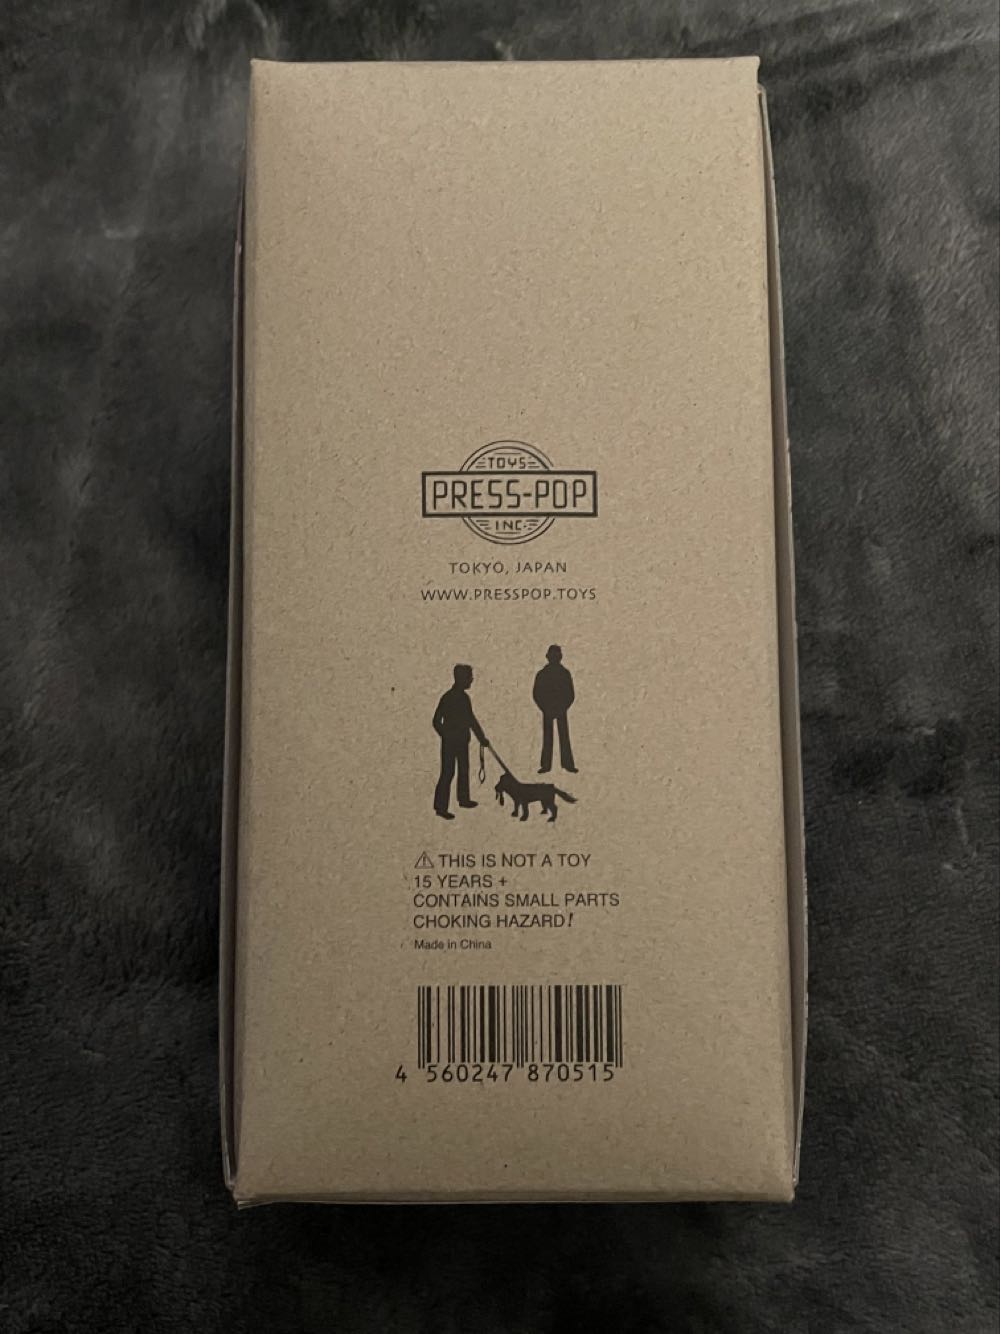 TOYS
PRESS-POP
INC.
TOKYO, JAPAN
WWW.PRESSPOP.TOYS
⚠ THIS IS NOT A TOY
15 YEARS +
CONTAINS SMALL PARTS
CHOKING HAZARD!
Made in China
4 560247 870515